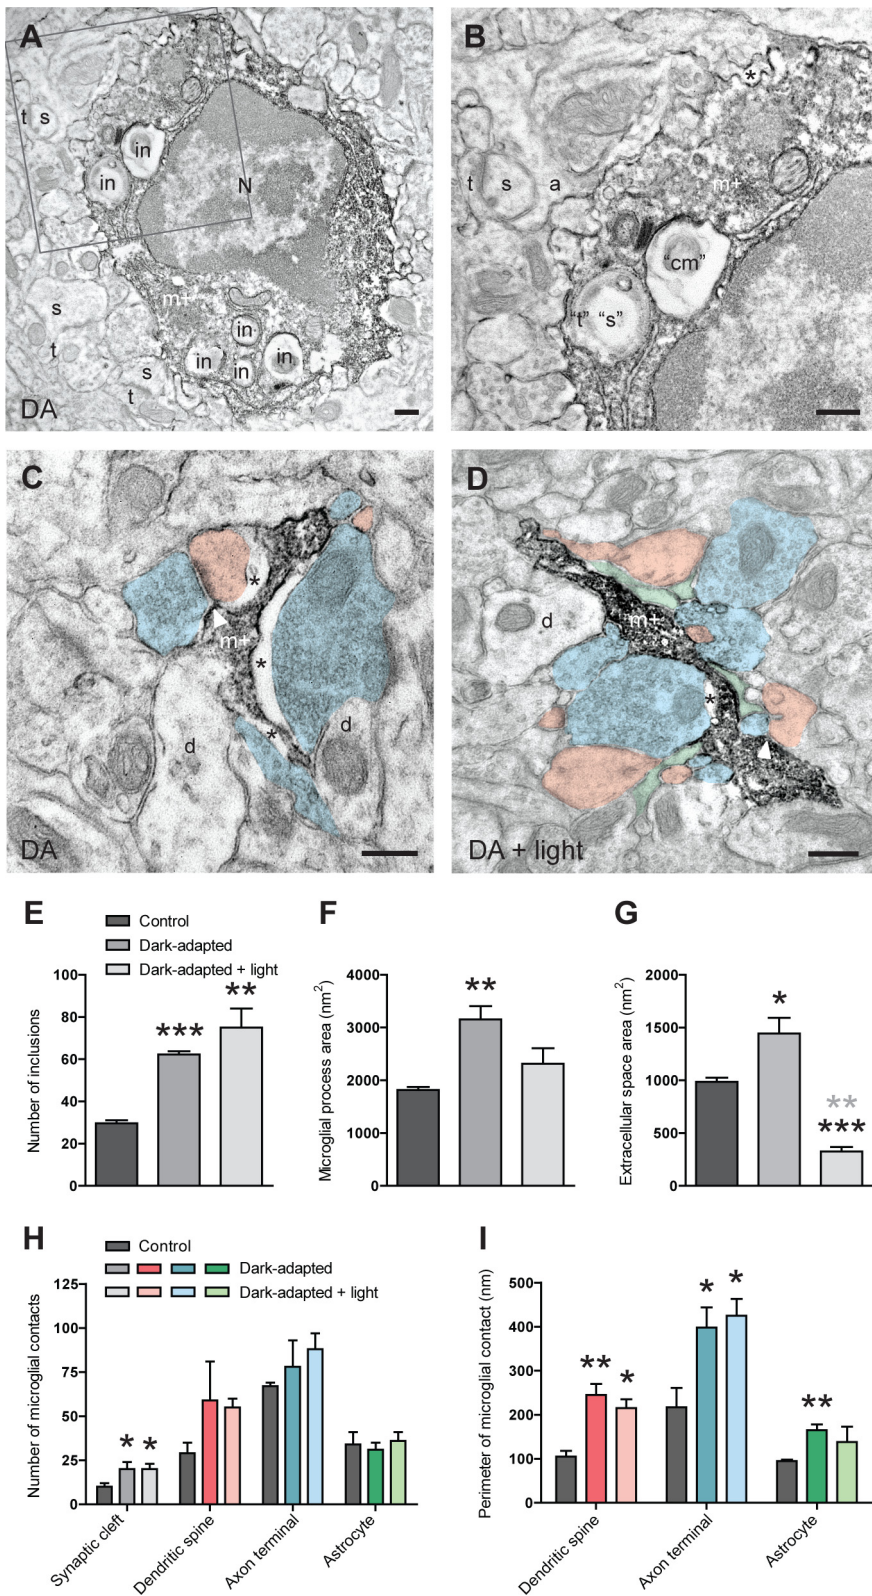 A
t
s
in
in
N
m+
s
t
s
t
in
in
in
in
DA
B
t
s
a
*
m+
"cm"
"t"
"s"
C
*
m+
*
*
d
d
DA
D
d
m+
*
DA + light
E
Control
Dark-adapted
Dark-adapted + light
Number of inclusions
100
80
60
40
20
0
***
**
F
Microglial process area (nm²)
4000
3000
2000
1000
0
**
G
Extracellular space area (nm²)
2000
1500
1000
500
0
*
**
***
H
Control
Dark-adapted
Dark-adapted + light
Number of microglial contacts
125
100
75
50
25
0
*
*
Synaptic cleft
Dendritic spine
Axon terminal
Astrocyte
I
Perimeter of microglial contact (nm)
500
400
300
200
100
0
**
*
*
*
**
Dendritic spine
Axon terminal
Astrocyte